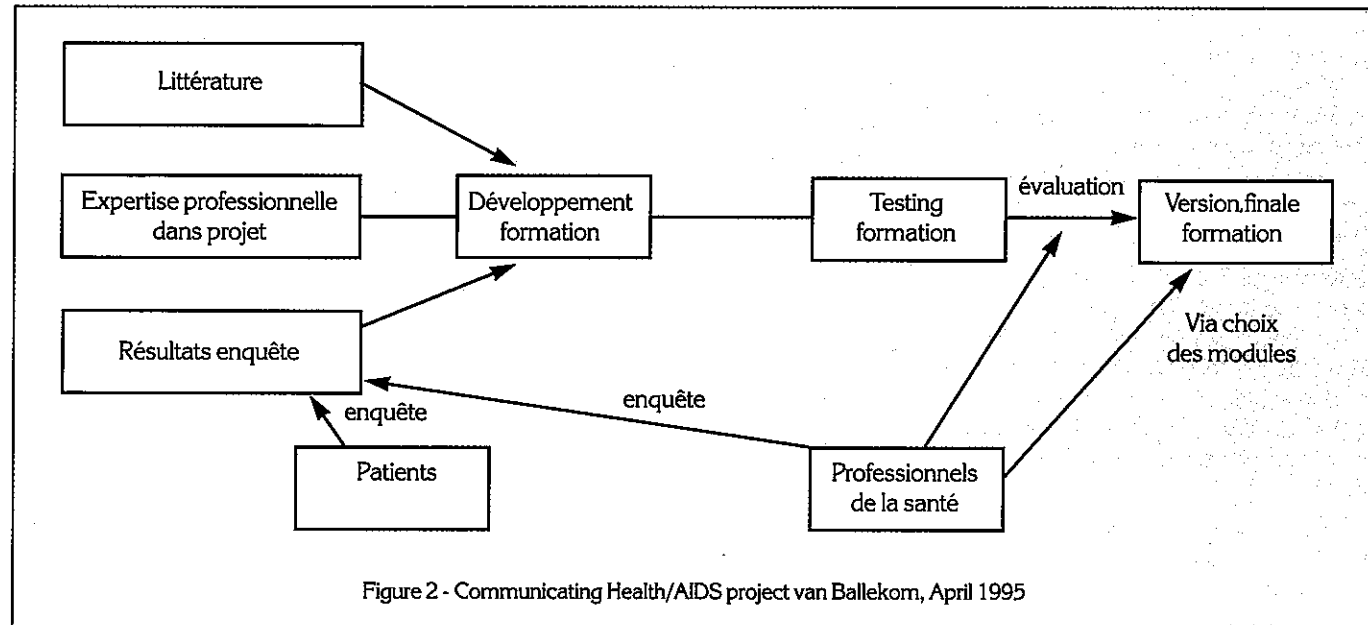 Littérature
Expertise professionnelle
dans projet
Développement
formation
Testing
formation
évaluation
Version.finale
formation
Résultats enquête
Via choix
des modules
enquête
enquête
Patients
Professionnels
de la santé
Figure 2 - Communicating Health/AIDS project van Ballekom, April 1995